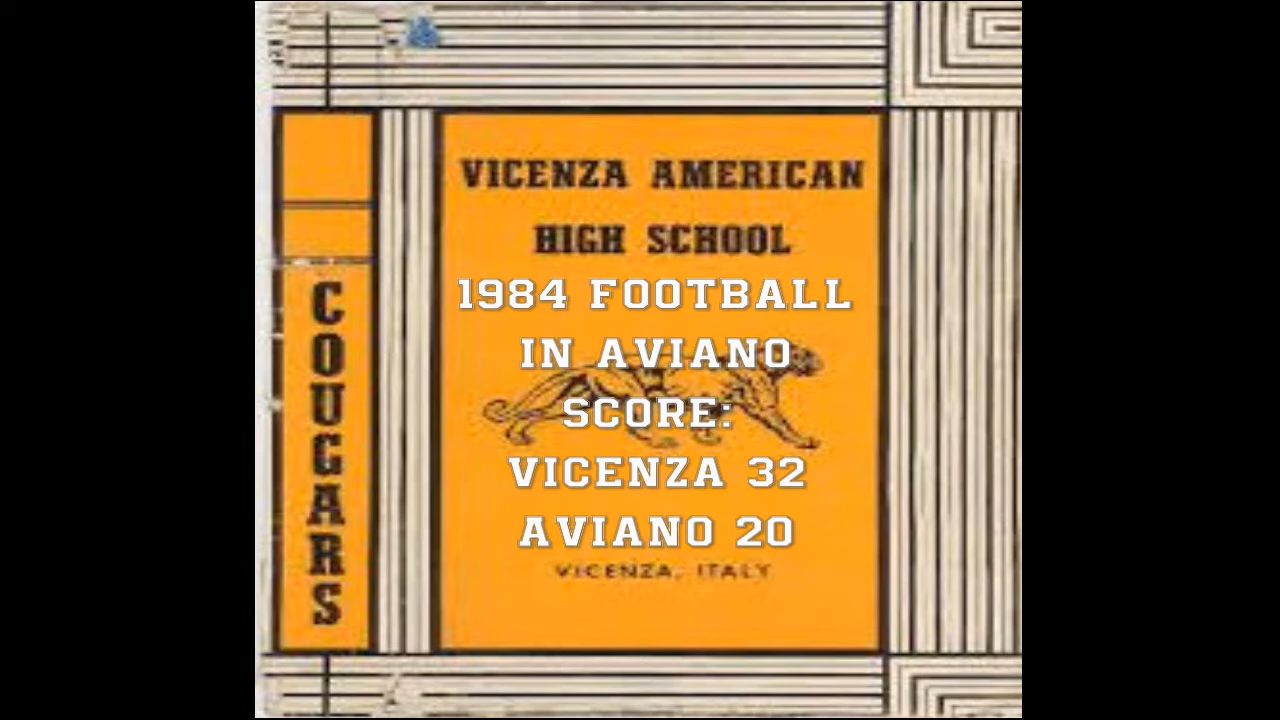 VICENZA AMERICAN
HIGH SCHOOL
1984 FOOTBALL
IN AVIANO
SCORE:
VICENZA 32
AVIANO 20
VICENZA, ITALY
COUGARS